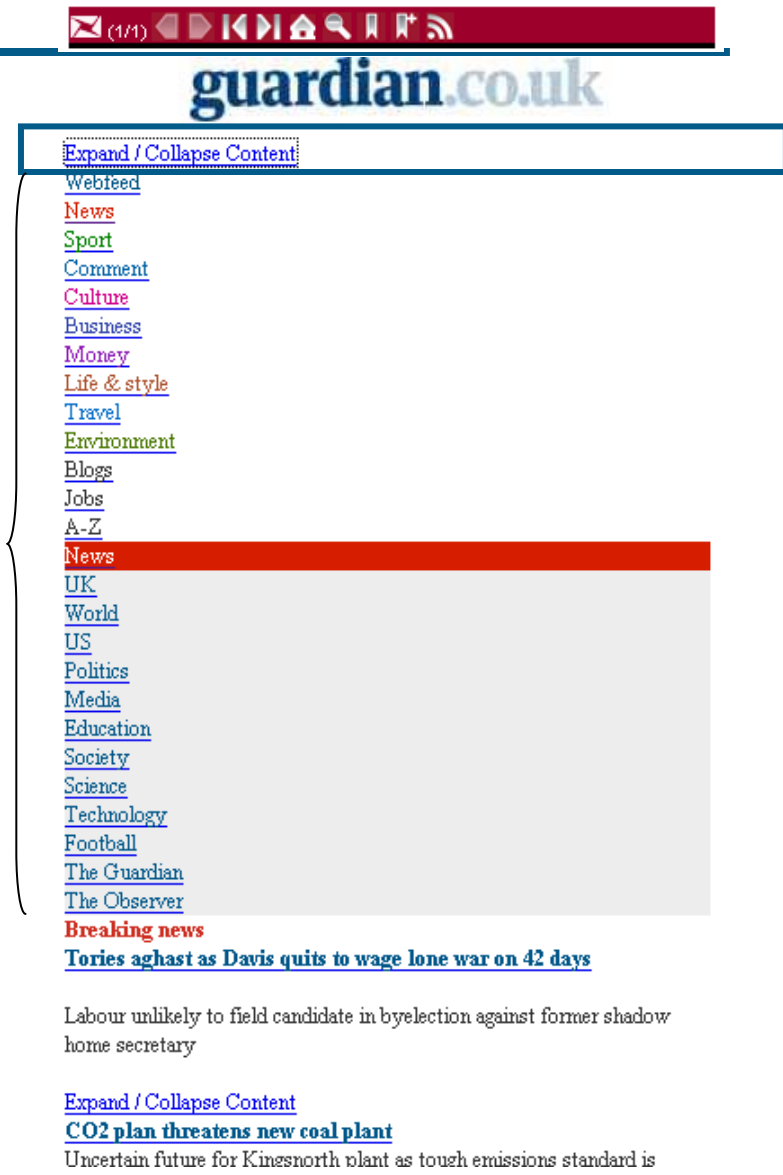 (1/1)
guardian.co.uk
Expand / Collapse Content
Webfeed
News
Sport
Comment
Culture
Business
Money
Life & style
Travel
Environment
Blogs
Jobs
A-Z
News
UK
World
US
Politics
Media
Education
Society
Science
Technology
Football
The Guardian
The Observer
Breaking news
Tories aghast as Davis quits to wage lone war on 42 days
Labour unlikely to field candidate in byelection against former shadow
home secretary
Expand / Collapse Content
CO2 plan threatens new coal plant
Uncertain future for Kingsnorth plant as tough emissions standard is